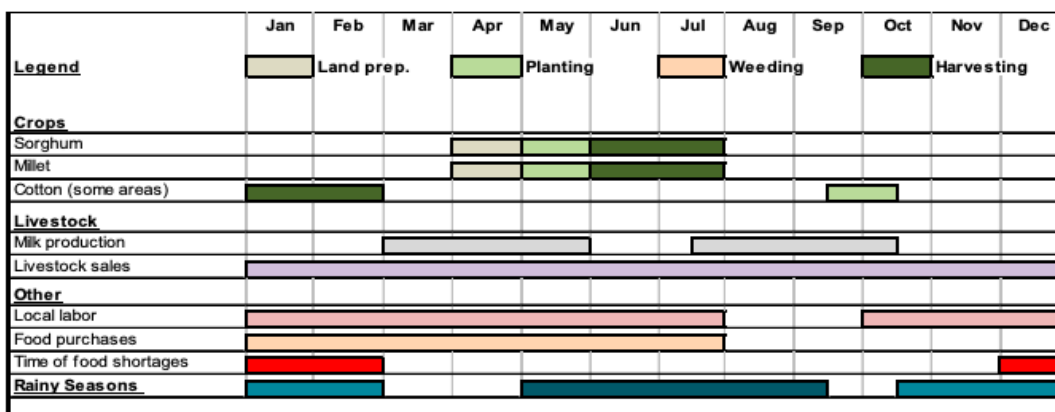 Jan Feb Mar Apr May Jun Jul Aug Sep Oct Nov Dec
Legend Land prep. Planting Weeding Harvesting
Crops
Sorghum
Millet
Cotton (some areas)
Livestock
Milk production
Livestock sales
Other
Local labor
Food purchases
Time of food shortages
Rainy Seasons